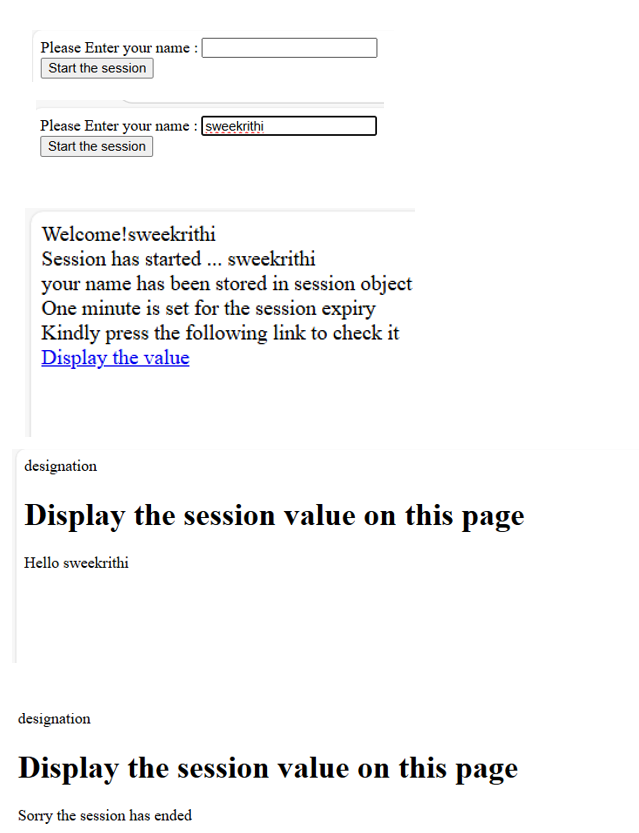 Please Enter your name :
Start the session
Please Enter your name : sweekrithi
Start the session
Welcome!sweekrithi
Session has started ... sweekrithi
your name has been stored in session object
One minute is set for the session expiry
Kindly press the following link to check it
Display the value
designation
Display the session value on this page
Hello sweekrithi
designation
Display the session value on this page
Sorry the session has ended